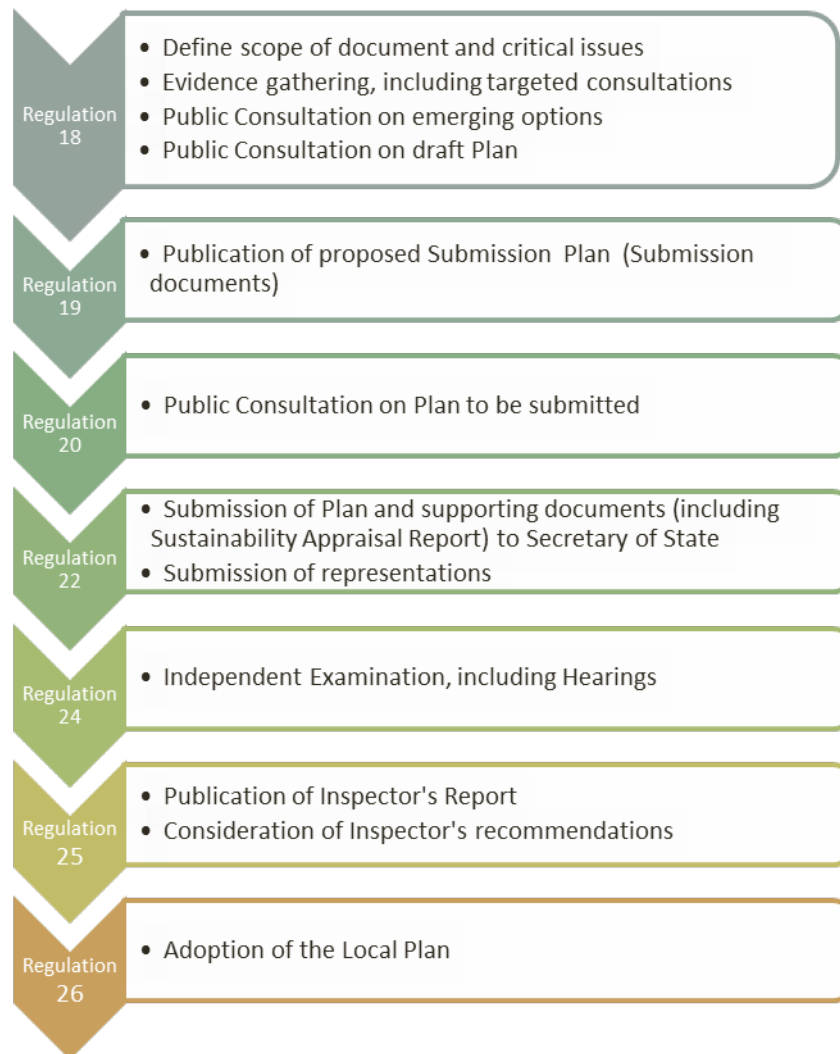 Regulation
18
• Define scope of document and critical issues
• Evidence gathering, including targeted consultations
• Public Consultation on emerging options
• Public Consultation on draft Plan
Regulation
19
• Publication of proposed Submission Plan (Submission
documents)
Regulation
20
• Public Consultation on Plan to be submitted
Regulation
22
• Submission of Plan and supporting documents (including
Sustainability Appraisal Report) to Secretary of State
• Submission of representations
Regulation
24
• Independent Examination, including Hearings
Regulation
25
• Publication of Inspector's Report
• Consideration of Inspector's recommendations
Regulation
26
• Adoption of the Local Plan